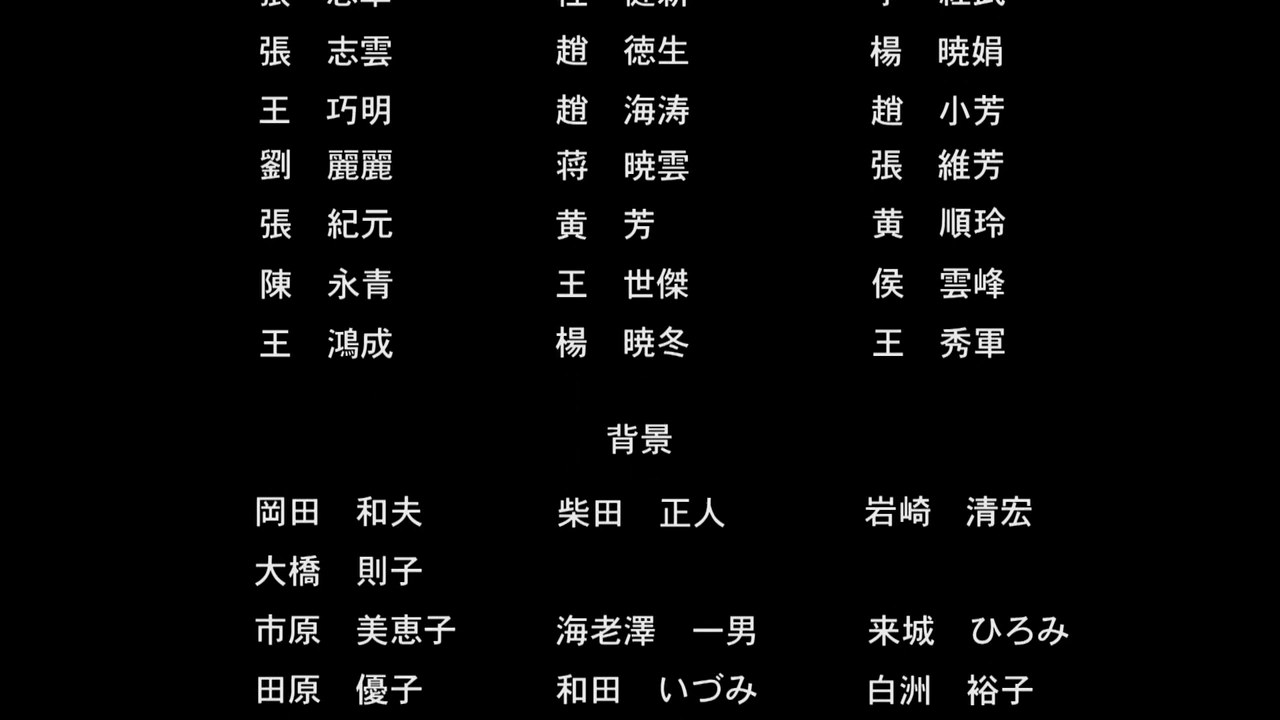 張　志雲　趙　徳生　楊　暁娟
王　巧明　趙　海涛　趙　小芳
劉　麗麗　蒋　暁雲　張　維芳
張　紀元　黄　芳　黄　順玲
陳　永青　王　世傑　侯　雲峰
王　鴻成　楊　暁冬　王　秀軍
背景
岡田　和夫　柴田　正人　岩崎　清宏
大橋　則子
市原　美恵子　海老澤　一男　来城　ひろみ
田原　優子　和田　いづみ　白洲　裕子